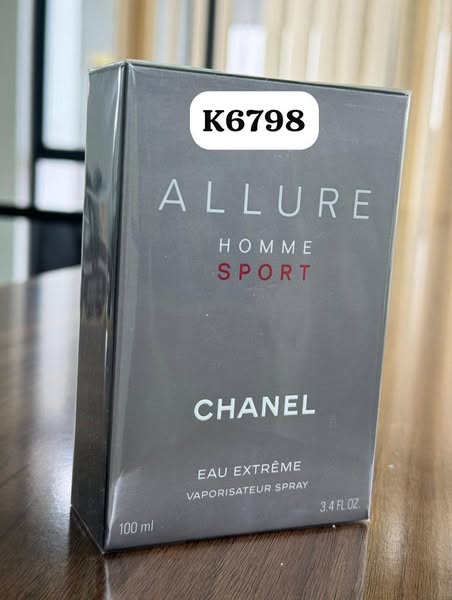 K6798
ALLURE
HOMME
SPORT
CHANEL
EAU EXTRÊME
VAPORISATEUR SPRAY
100 ml
3.4 FL.OZ.